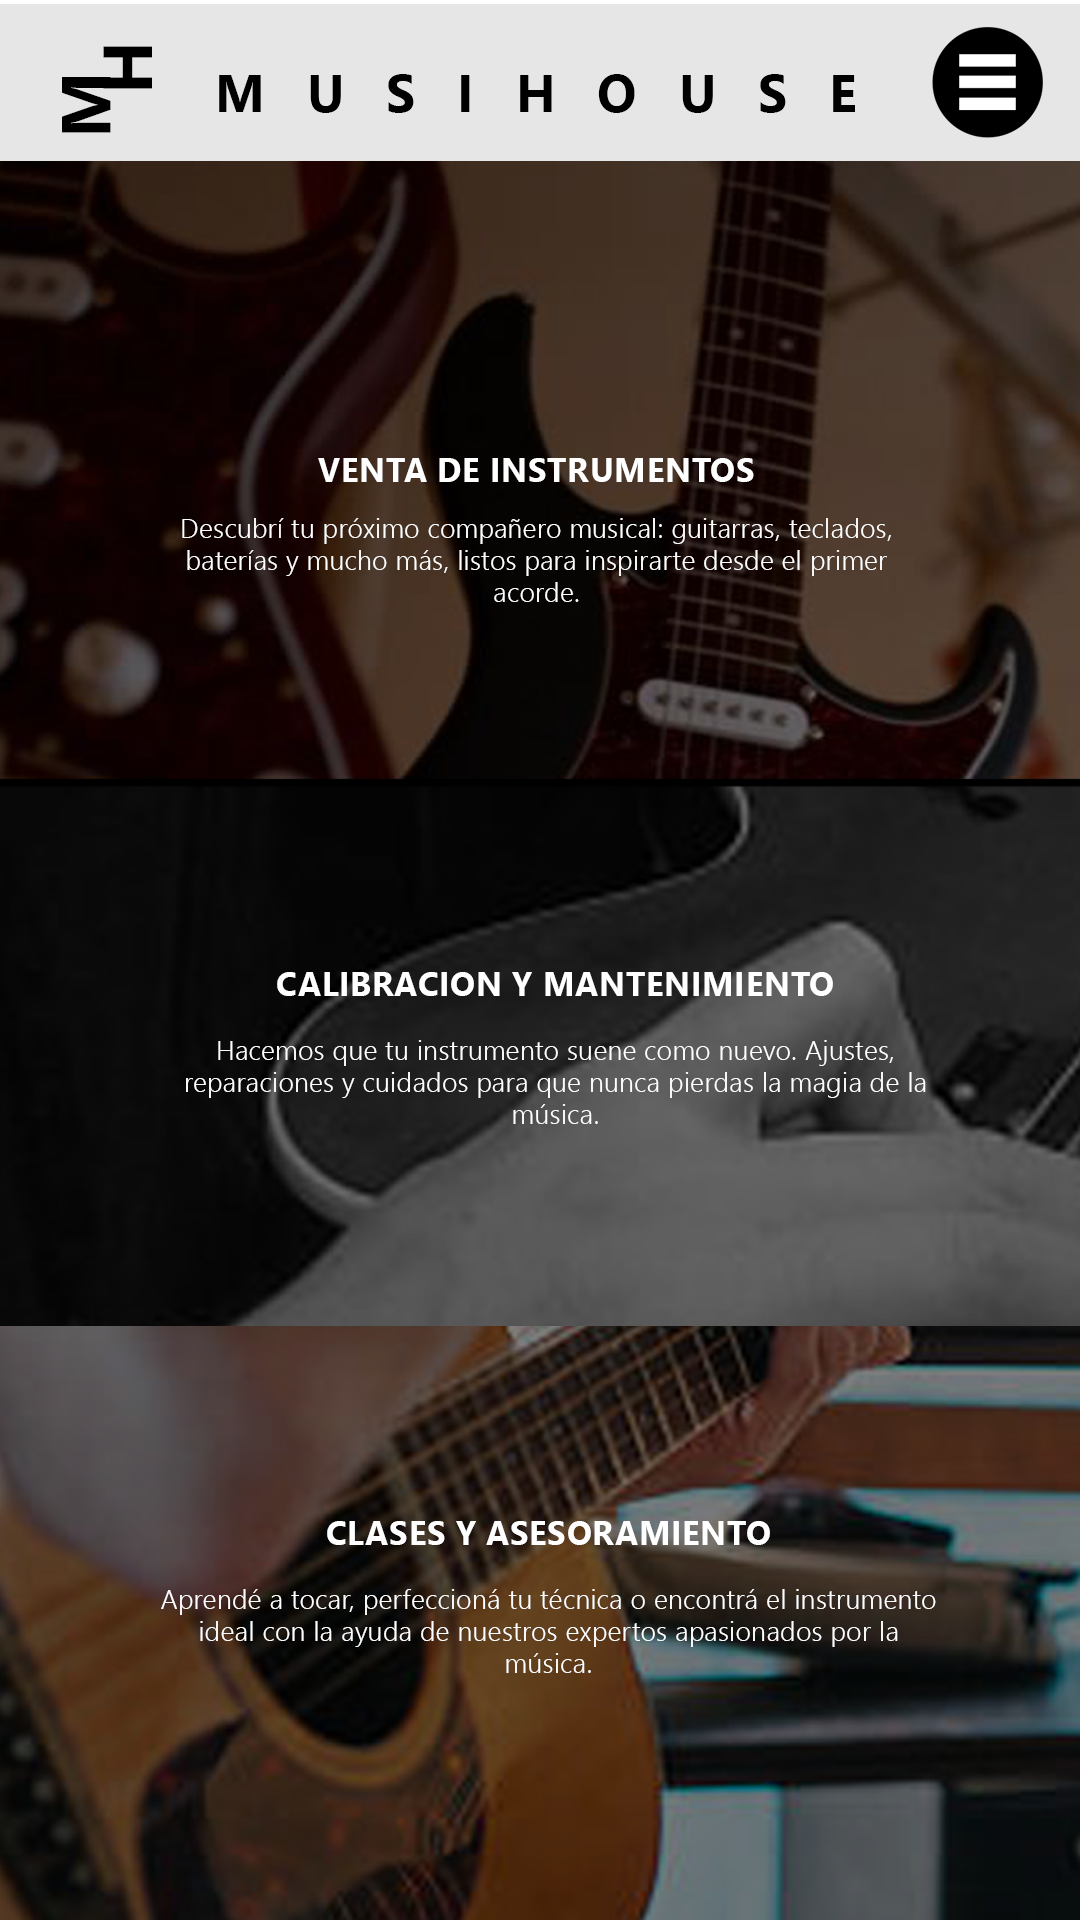 MH
MUSIHOUSE
VENTA DE INSTRUMENTOS
Descubrí tu próximo compañero musical: guitarras, teclados,
baterías y mucho más, listos para inspirarte desde el primer
acorde.
CALIBRACION Y MANTENIMIENTO
Hacemos que tu instrumento suene como nuevo. Ajustes,
reparaciones y cuidados para que nunca pierdas la magia de la
música.
CLASES Y ASESORAMIENTO
Aprendé a tocar, perfeccioná tu técnica o encontrá el instrumento
ideal con la ayuda de nuestros expertos apasionados por la
música.